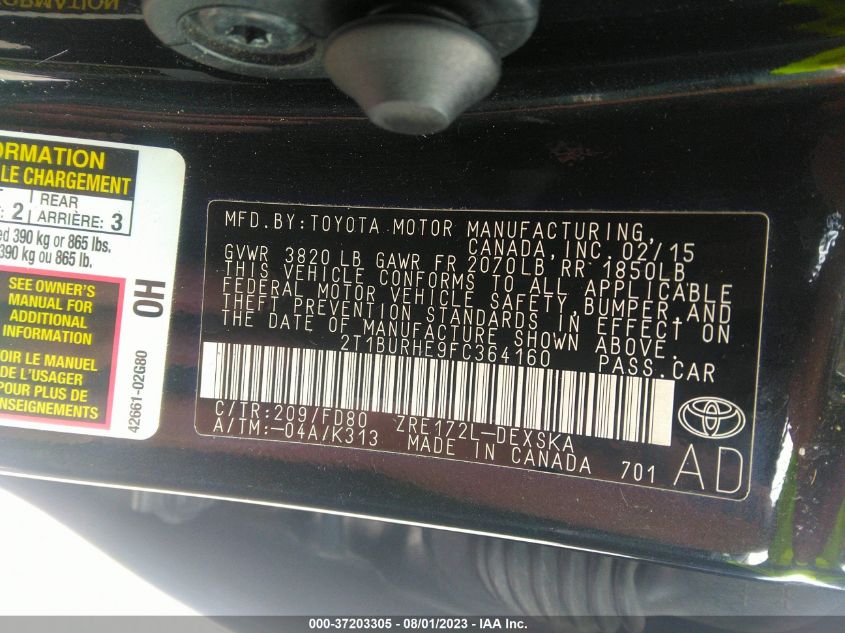 ORMATION
ORMATION
LE CHARGEMENT
: 2
REAR
ARRIÈRE: 3
ed 390 kg or 865 lbs.
390 kg ou 865 lb.
SEE OWNER'S
MANUAL FOR
ADDITIONAL
INFORMATION
OIR LE MANUEL
DE L'USAGER
POUR PLUS DE
NSEIGNEMENTS
OH
42661-02G80
MFD. BY: TOYOTA MOTOR MANUFACTURING,
CANADA, INC. 02/15
GVWR 3820 LB GAWR FR 2070LB RR 1850LB
THIS VEHICLE CONFORMS TO ALL APPLICABLE
FEDERAL MOTOR VEHICLE SAFETY, BUMPER, AND
THEFT PREVENTION STANDARDS IN EFFECT ON
THE DATE OF MANUFACTURE SHOWN ABOVE.
2T1BURHE9FC364160 PASS. CAR
C/TR: 209/FD80 ZRE172L-DEXSKA
A/TM: -04A/K313 MADE IN CANADA 701
AD
TOYOTA
000-37203305 - 08/01/2023 - IAA Inc.